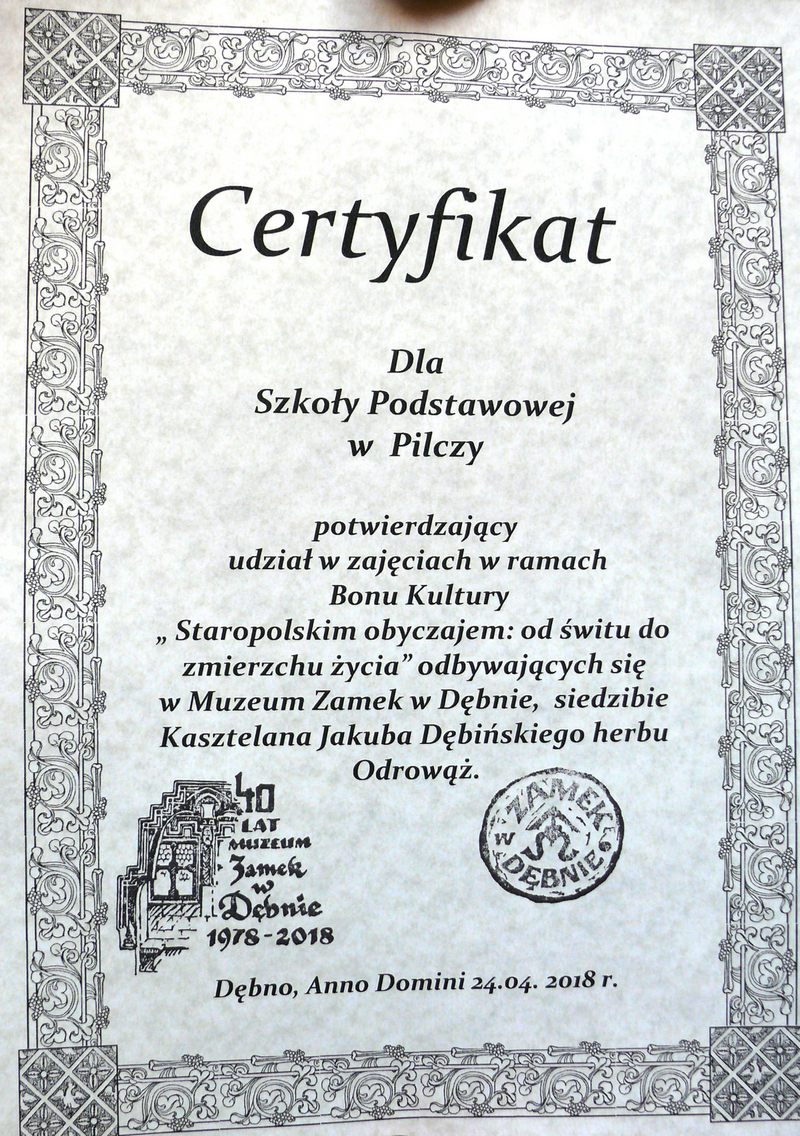 Certyfikat
Dla
Szkoły Podstawowej
w Pilczy
potwierdzający
udział w zajęciach w ramach
Bonu Kultury
„ Staropolskim obyczajem: od świtu do
zmierzchu życia” odbywających się
w Muzeum Zamek w Dębnie, siedzibie
Kasztelana Jakuba Dębińskiego herbu
Odrowąż.
40
LAT
MUZEUM
Zamek
w
Dębnie
1978-2018
ZAMEK
W
DĘBNIE
Dębno, Anno Domini 24.04. 2018 r.